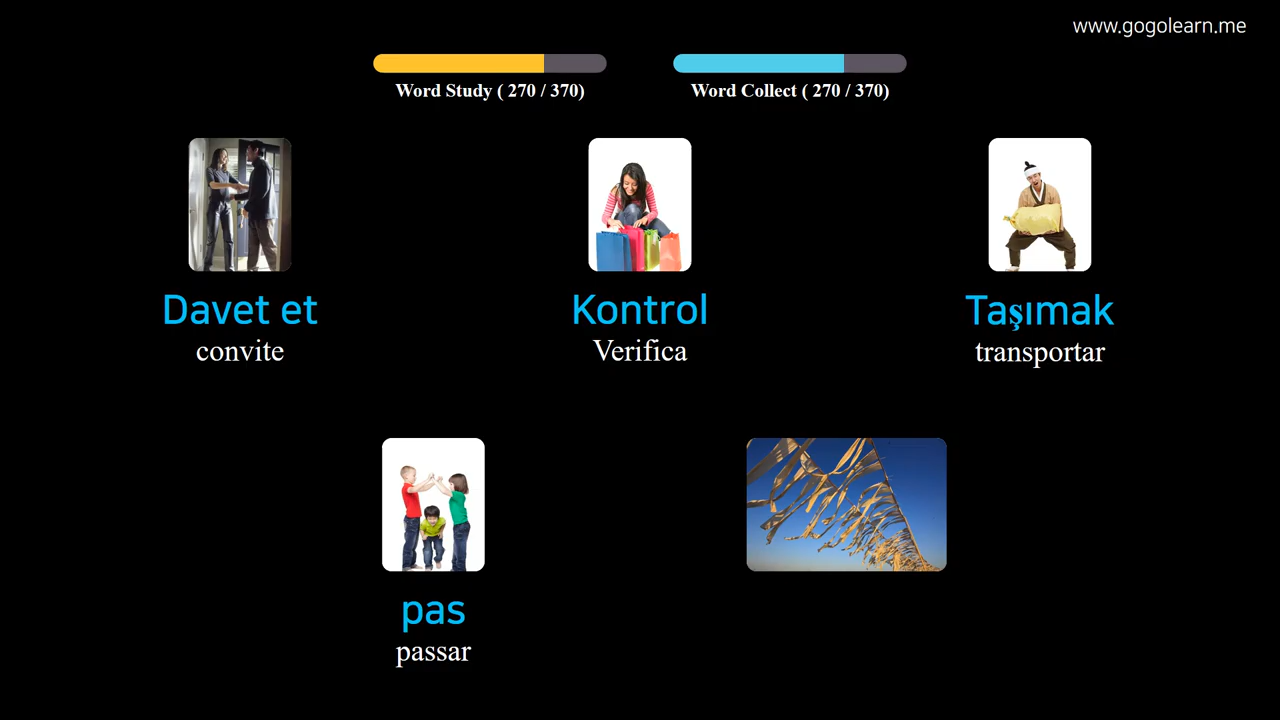 www.gogolearn.me
Word Study ( 270 / 370)
Word Collect ( 270 / 370)
Davet et
convite
Kontrol
Verifica
Taşımak
transportar
pas
passar